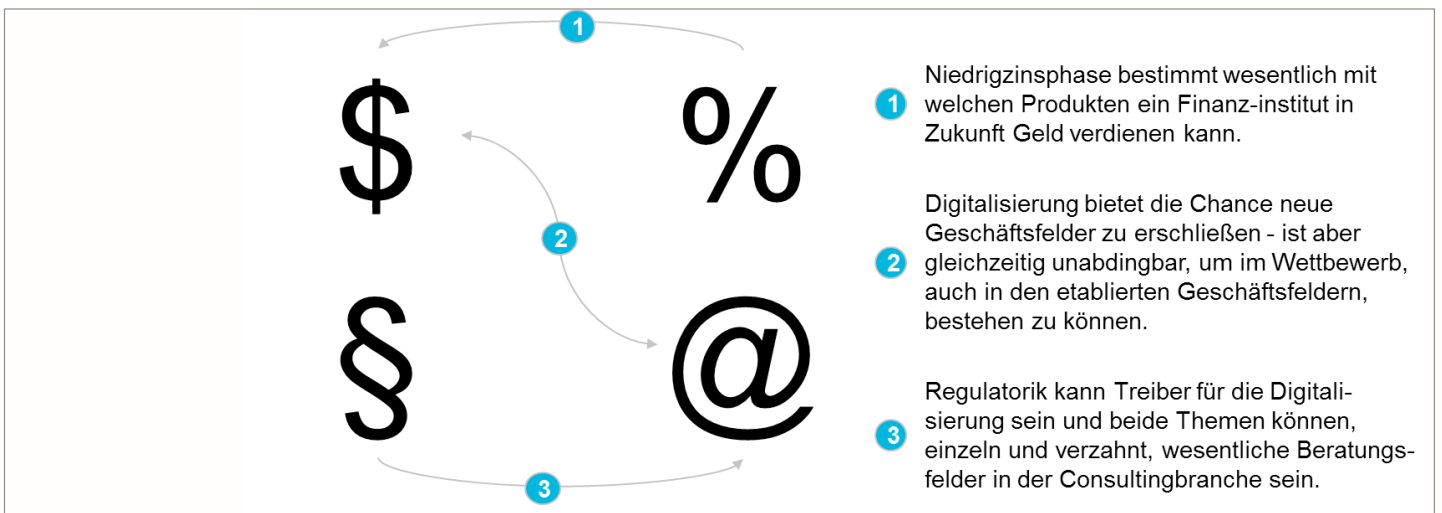 1
$ %
2
§ @
3
1 Niedrigzinsphase bestimmt wesentlich mit
welchen Produkten ein Finanz-institut in
Zukunft Geld verdienen kann.
Digitalisierung bietet die Chance neue
Geschäftsfelder zu erschließen - ist aber
2 gleichzeitig unabdingbar, um im Wettbewerb,
auch in den etablierten Geschäftsfeldern,
bestehen zu können.
Regulatorik kann Treiber für die Digitali-
sierung sein und beide Themen können,
3 einzeln und verzahnt, wesentliche Beratungs-
felder in der Consultingbranche sein.